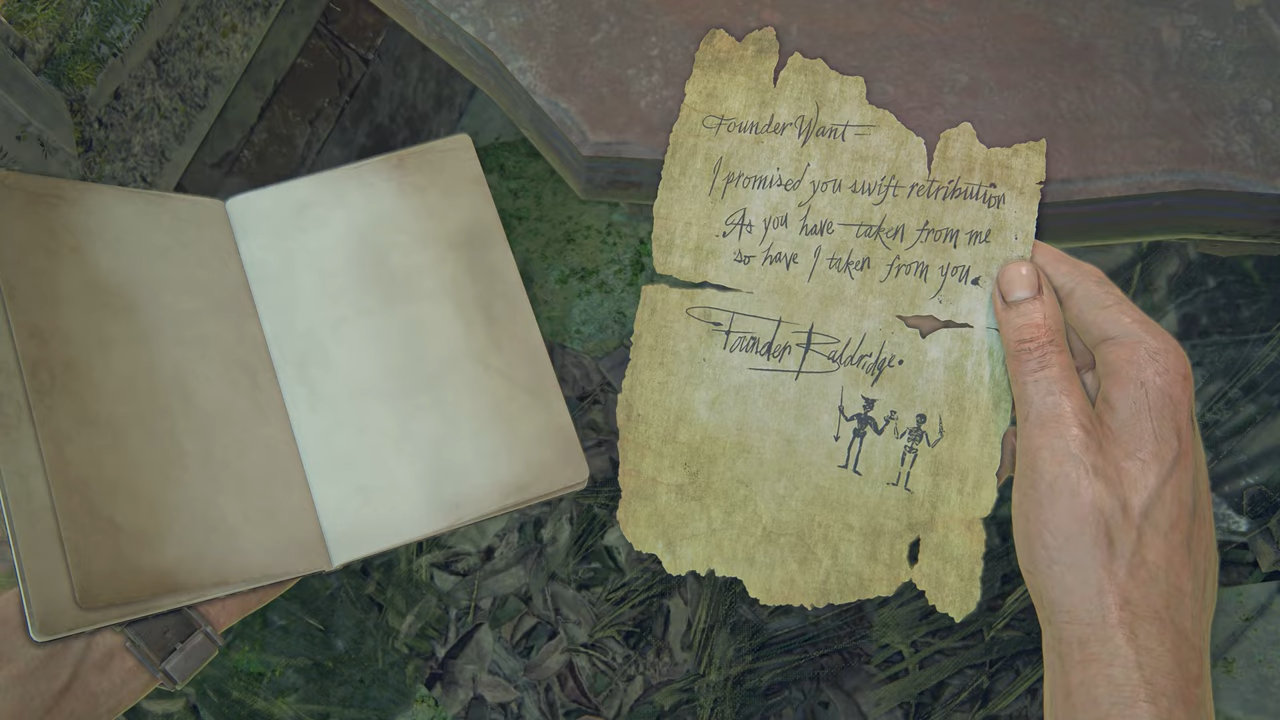 Founder Want—
I promised you swift retribution
As you have taken from me
so have I taken from you.
Founder Baldridge.